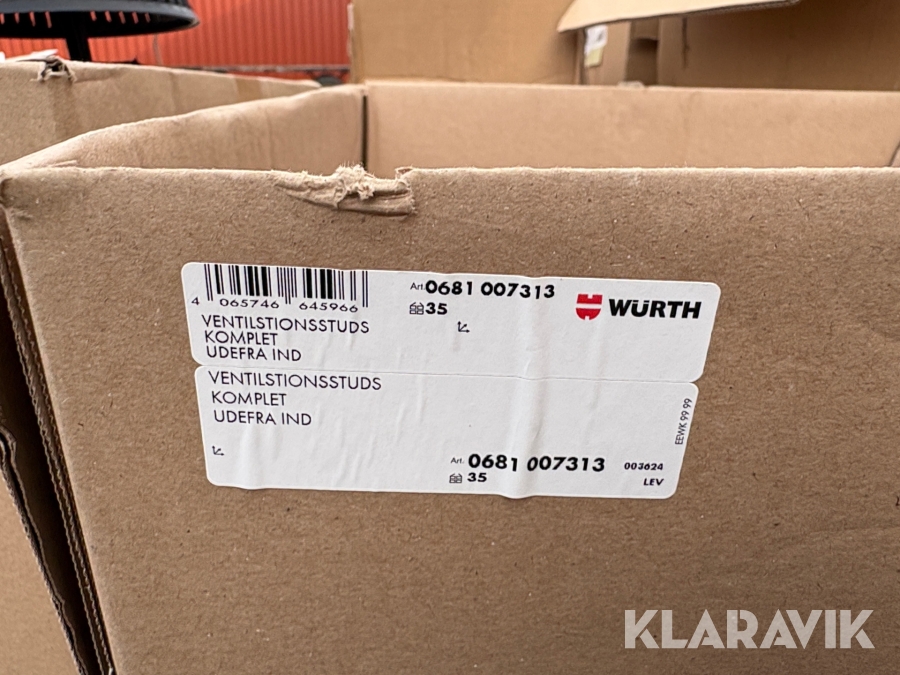 4 065746 645966
Art. 0681 007313
35
WÜRTH
VENTILSTIONSSTUDS
KOMPLET
UDEFRA IND
VENTILSTIONSSTUDS
KOMPLET
UDEFRA IND
EEWK 99 99
Art. 0681 007313
35
003624
LEV
KLARAVIK